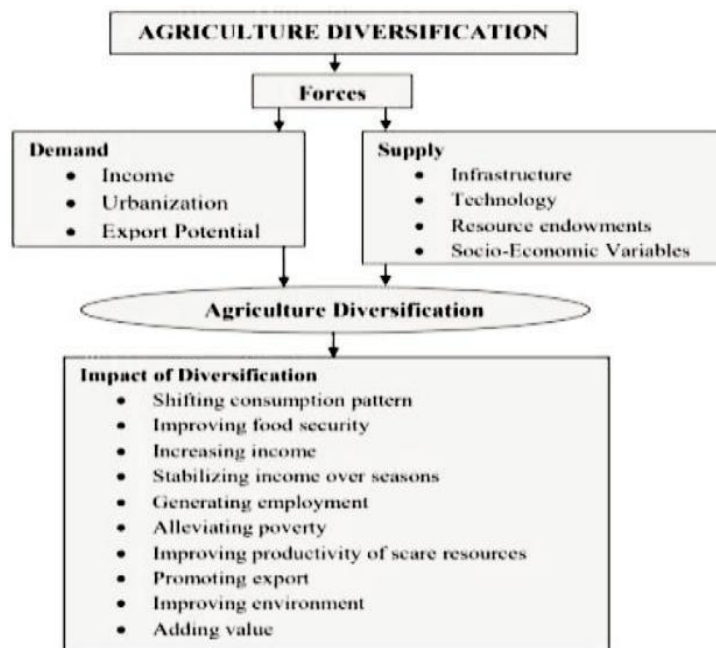 AGRICULTURE DIVERSIFICATION
Forces
Demand
• Income
• Urbanization
• Export Potential
Supply
• Infrastructure
• Technology
• Resource endowments
• Socio-Economic Variables
Agriculture Diversification
Impact of Diversification
• Shifting consumption pattern
• Improving food security
• Increasing income
• Stabilizing income over seasons
• Generating employment
• Alleviating poverty
• Improving productivity of scare resources
• Promoting export
• Improving environment
• Adding value